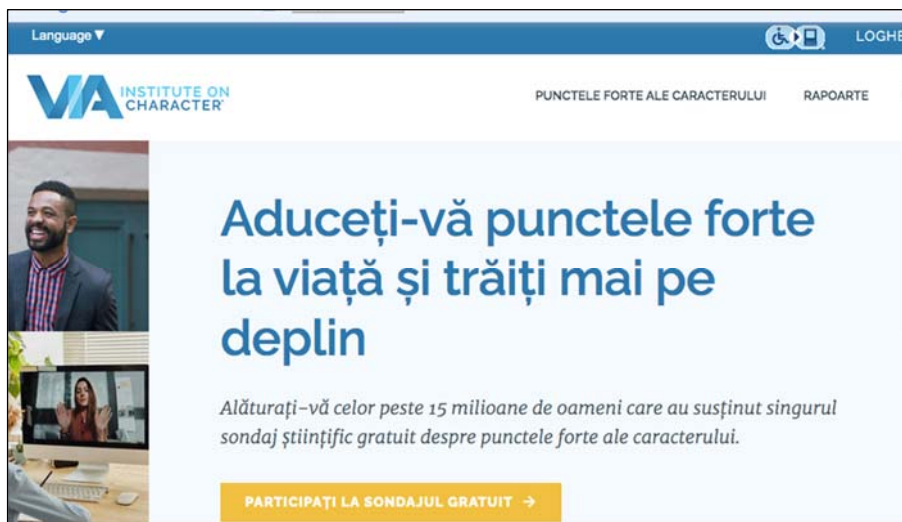 Language ▼
LOGHE
VIA INSTITUTE ON
CHARACTER
PUNCTELE FORTE ALE CARACTERULUI
RAPOARTE
Aduceți-vă punctele forte
la viață și trăiți mai pe
deplin
Alăturați-vă celor peste 15 milioane de oameni care au susținut singurul
sondaj științific gratuit despre punctele forte ale caracterului.
PARTICIPAȚI LA SONDAJUL GRATUIT →